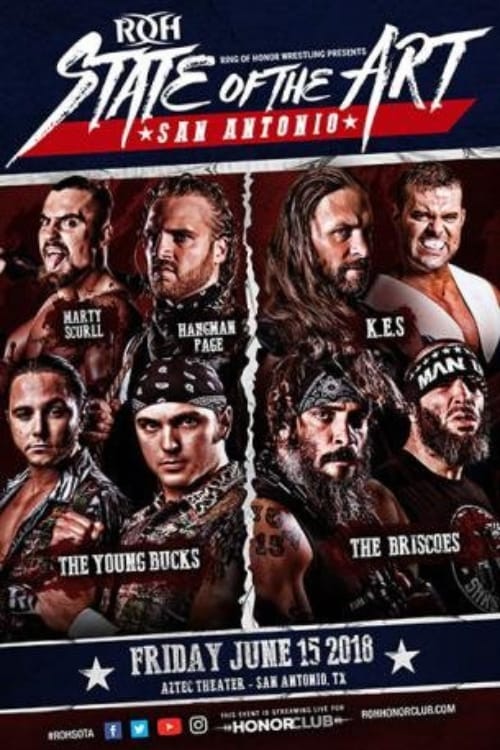 ROH
RING OF HONOR WRESTLING PRESENTS
STATE OF THE ART
SAN ANTONIO
MARTY
SCURLL
HANGMAN
PAGE
K.E.S
MAN U
THE YOUNG BUCKS
THE BRISCOES
FRIDAY JUNE 15 2018
AZTEC THEATER - SAN ANTONIO, TX
#ROHSOTA
THIS EVENT IS STREAMING LIVE FOR
HONORCLUB
ROHHONORCLUB.COM